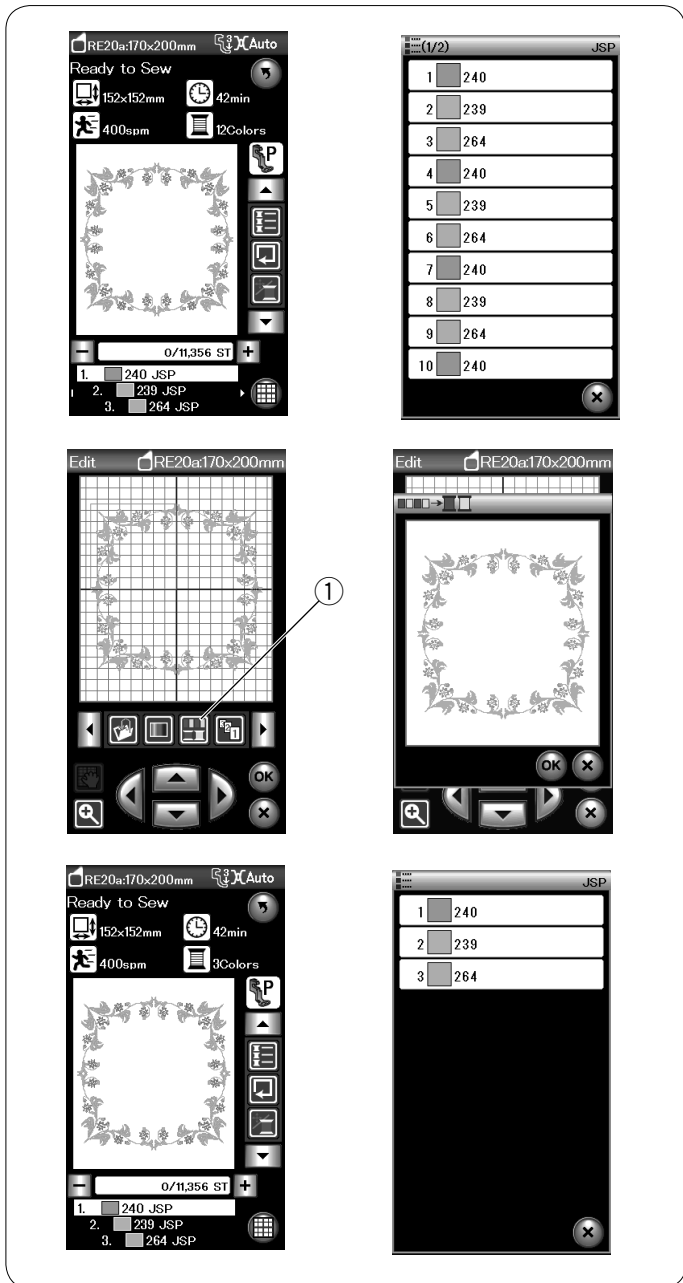 RE20a:170x200mm Auto
Ready to Sew
152x152mm 42min
400spm 12Colors
P
0/11,356 ST
1. 240 JSP
2. 239 JSP
3. 264 JSP
(1/2) JSP
1 240
2 239
3 264
4 240
5 239
6 264
7 240
8 239
9 264
10 240
Edit RE20a:170x200mm
1
OK
Edit RE20a:170x200mm
OK
RE20a:170x200mm Auto
Ready to Sew
152x152mm 42min
400spm 3Colors
P
0/11,356 ST
1. 240 JSP
2. 239 JSP
3. 264 JSP
JSP
1 240
2 239
3 264